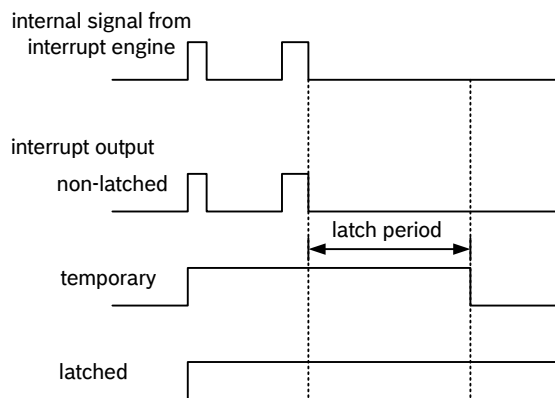 internal signal from
interrupt engine
interrupt output
non-latched
latch period
temporary
latched